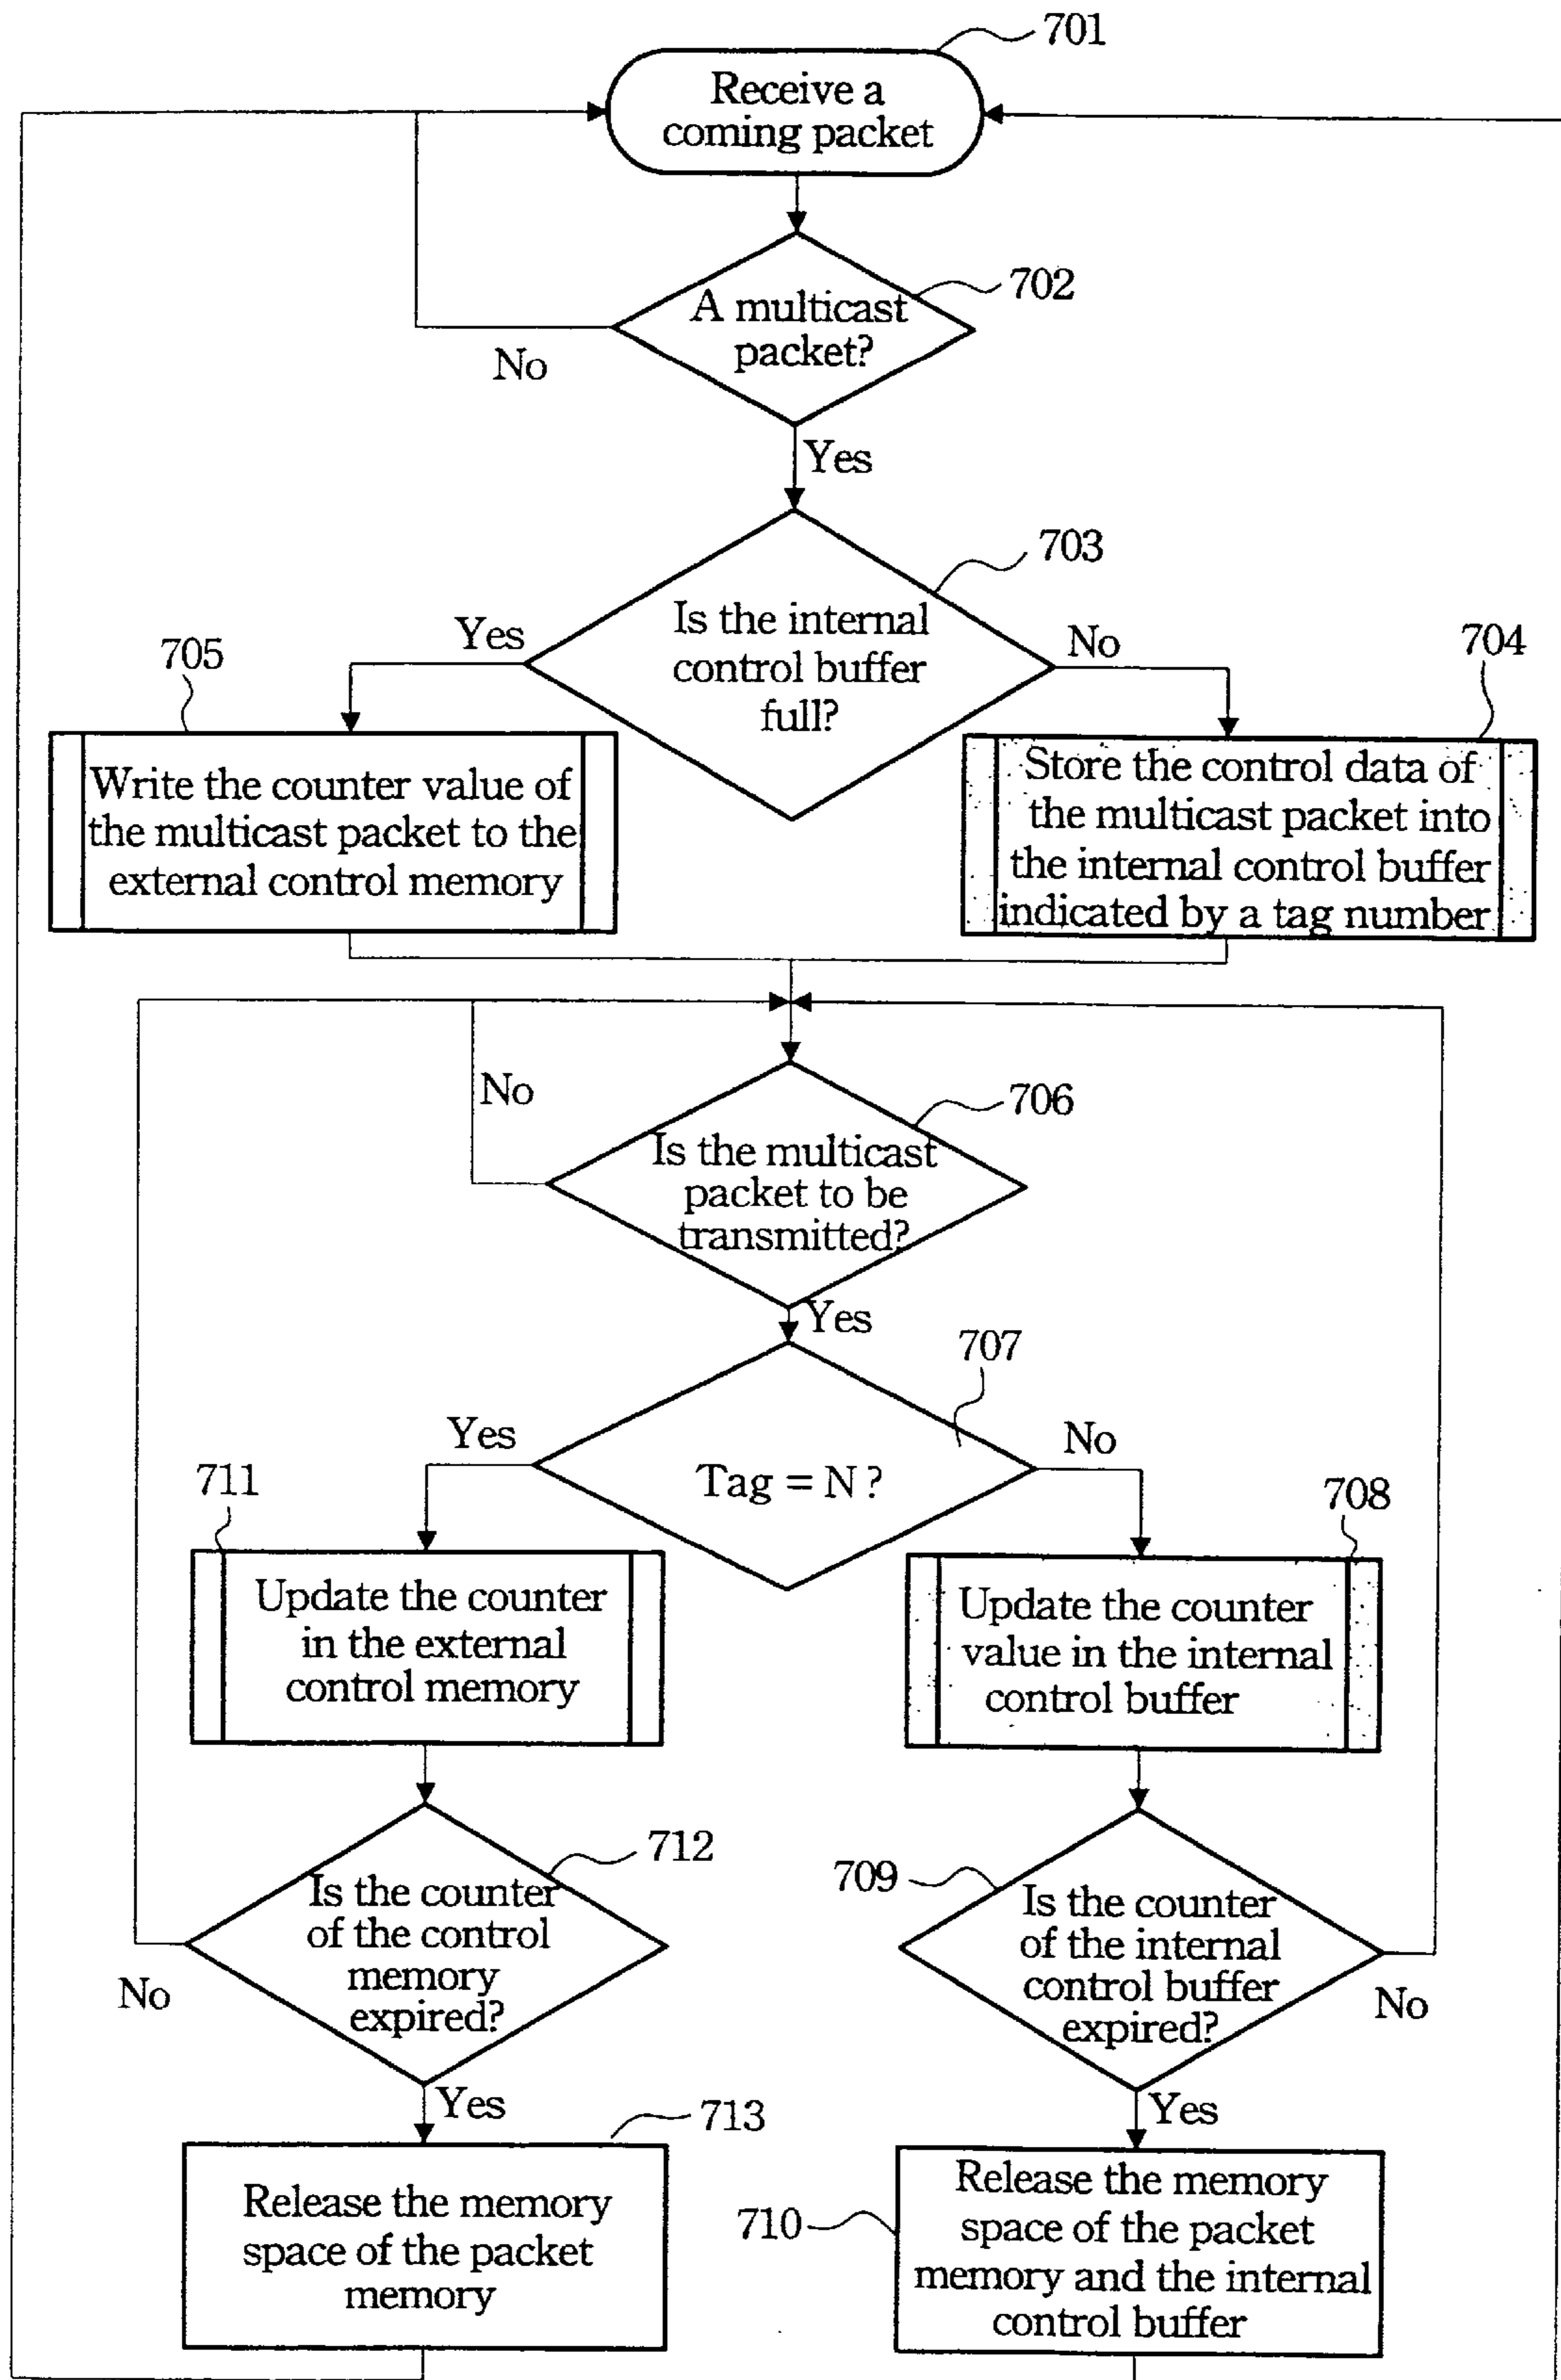 701
Receive a
coming packet
702
A multicast
packet?
No
Yes
703
Is the internal
control buffer
full?
Yes
No
705
704
Write the counter value of
the multicast packet to the
external control memory
Store the control data of
the multicast packet into
the internal control buffer
indicated by a tag number
No
706
Is the multicast
packet to be
transmitted?
Yes
707
Tag = N ?
Yes
No
711
708
Update the counter
in the external
control memory
Update the counter
value in the internal
control buffer
712
709
Is the counter
of the control
memory
expired?
Is the counter
of the internal
control buffer
expired?
No
No
Yes
Yes
713
710
Release the memory
space of the packet
memory
Release the memory
space of the packet
memory and the internal
control buffer